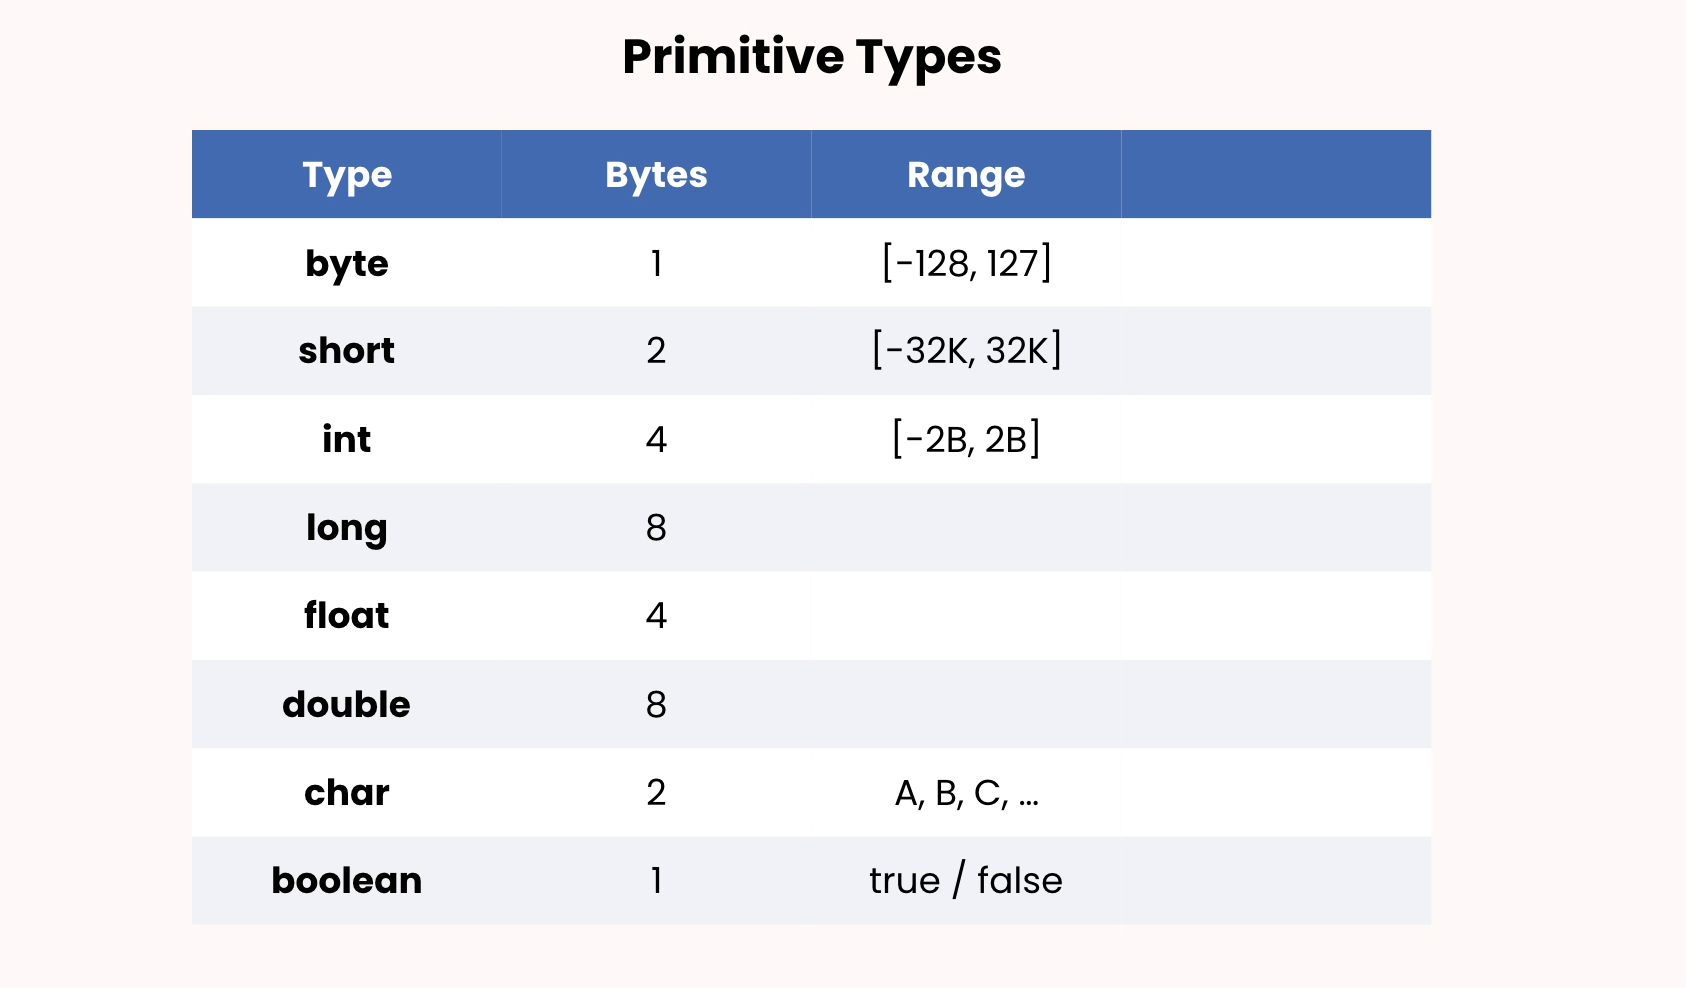 Primitive Types
Type Bytes Range
byte 1 [-128, 127]
short 2 [-32K, 32K]
int 4 [-2B, 2B]
long 8
float 4
double 8
char 2 A, B, C, ...
boolean 1 true / false